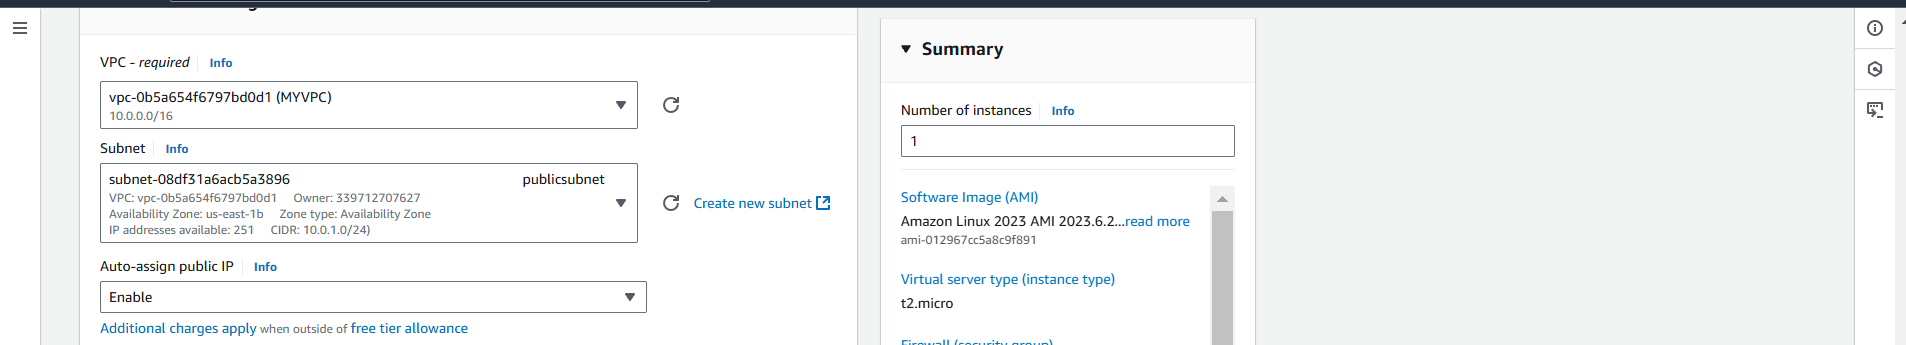 VPC - required Info
vpc-0b5a654f6797bd0d1 (MYVPC)
10.0.0.0/16
Subnet Info
subnet-08df31a6acb5a3896 publicsubnet
VPC: vpc-0b5a654f6797bd0d1 Owner: 339712707627
Availability Zone: us-east-1b Zone type: Availability Zone
IP addresses available: 251 CIDR: 10.0.1.0/24)
Create new subnet
Auto-assign public IP Info
Enable
Additional charges apply when outside of free tier allowance
Summary
Number of instances Info
1
Software Image (AMI)
Amazon Linux 2023 AMI 2023.6.2...read more
ami-012967cc5a8c9f891
Virtual server type (instance type)
t2.micro
Firewall (security group)